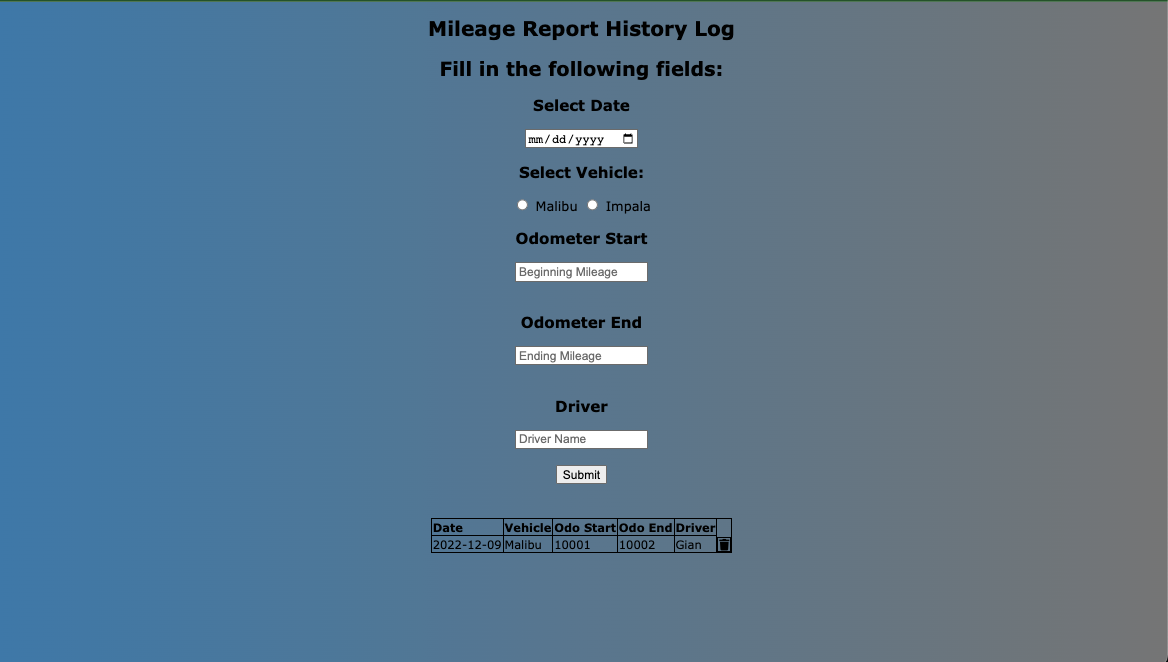 Mileage Report History Log
Fill in the following fields:
Select Date
mm/dd/yyyy
Select Vehicle:
Malibu Impala
Odometer Start
Beginning Mileage
Odometer End
Ending Mileage
Driver
Driver Name
Submit
Date Vehicle Odo Start Odo End Driver
2022-12-09 Malibu 10001 10002 Gian